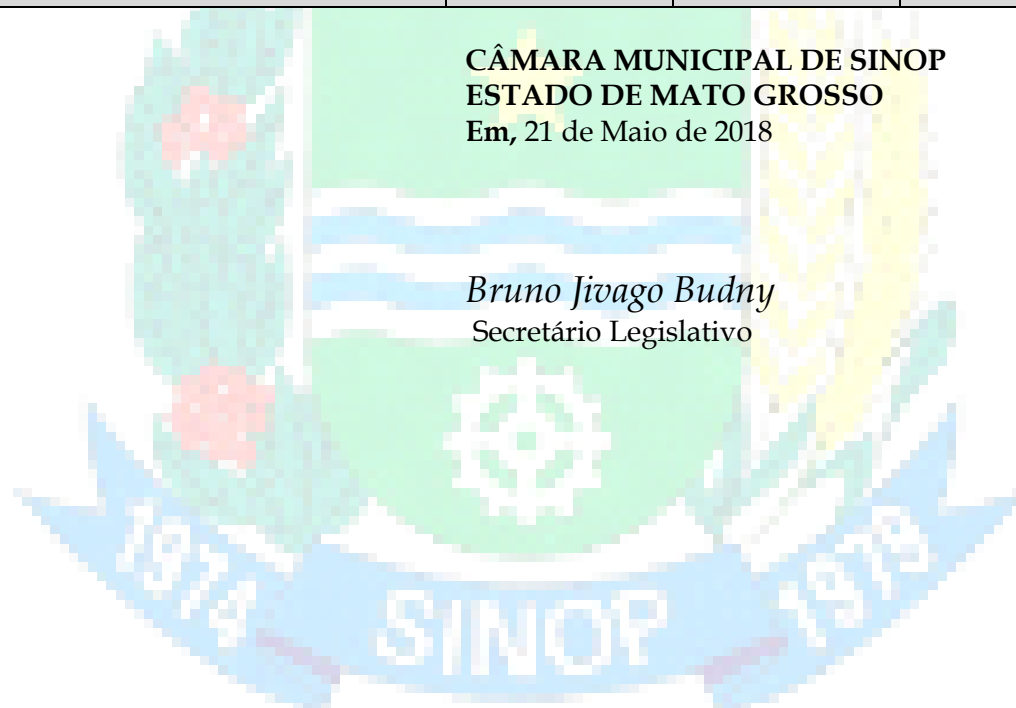 CÂMARA MUNICIPAL DE SINOP
ESTADO DE MATO GROSSO
Em, 21 de Maio de 2018
Bruno Jivago Budny
Secretário Legislativo
1974 SINOP 1979